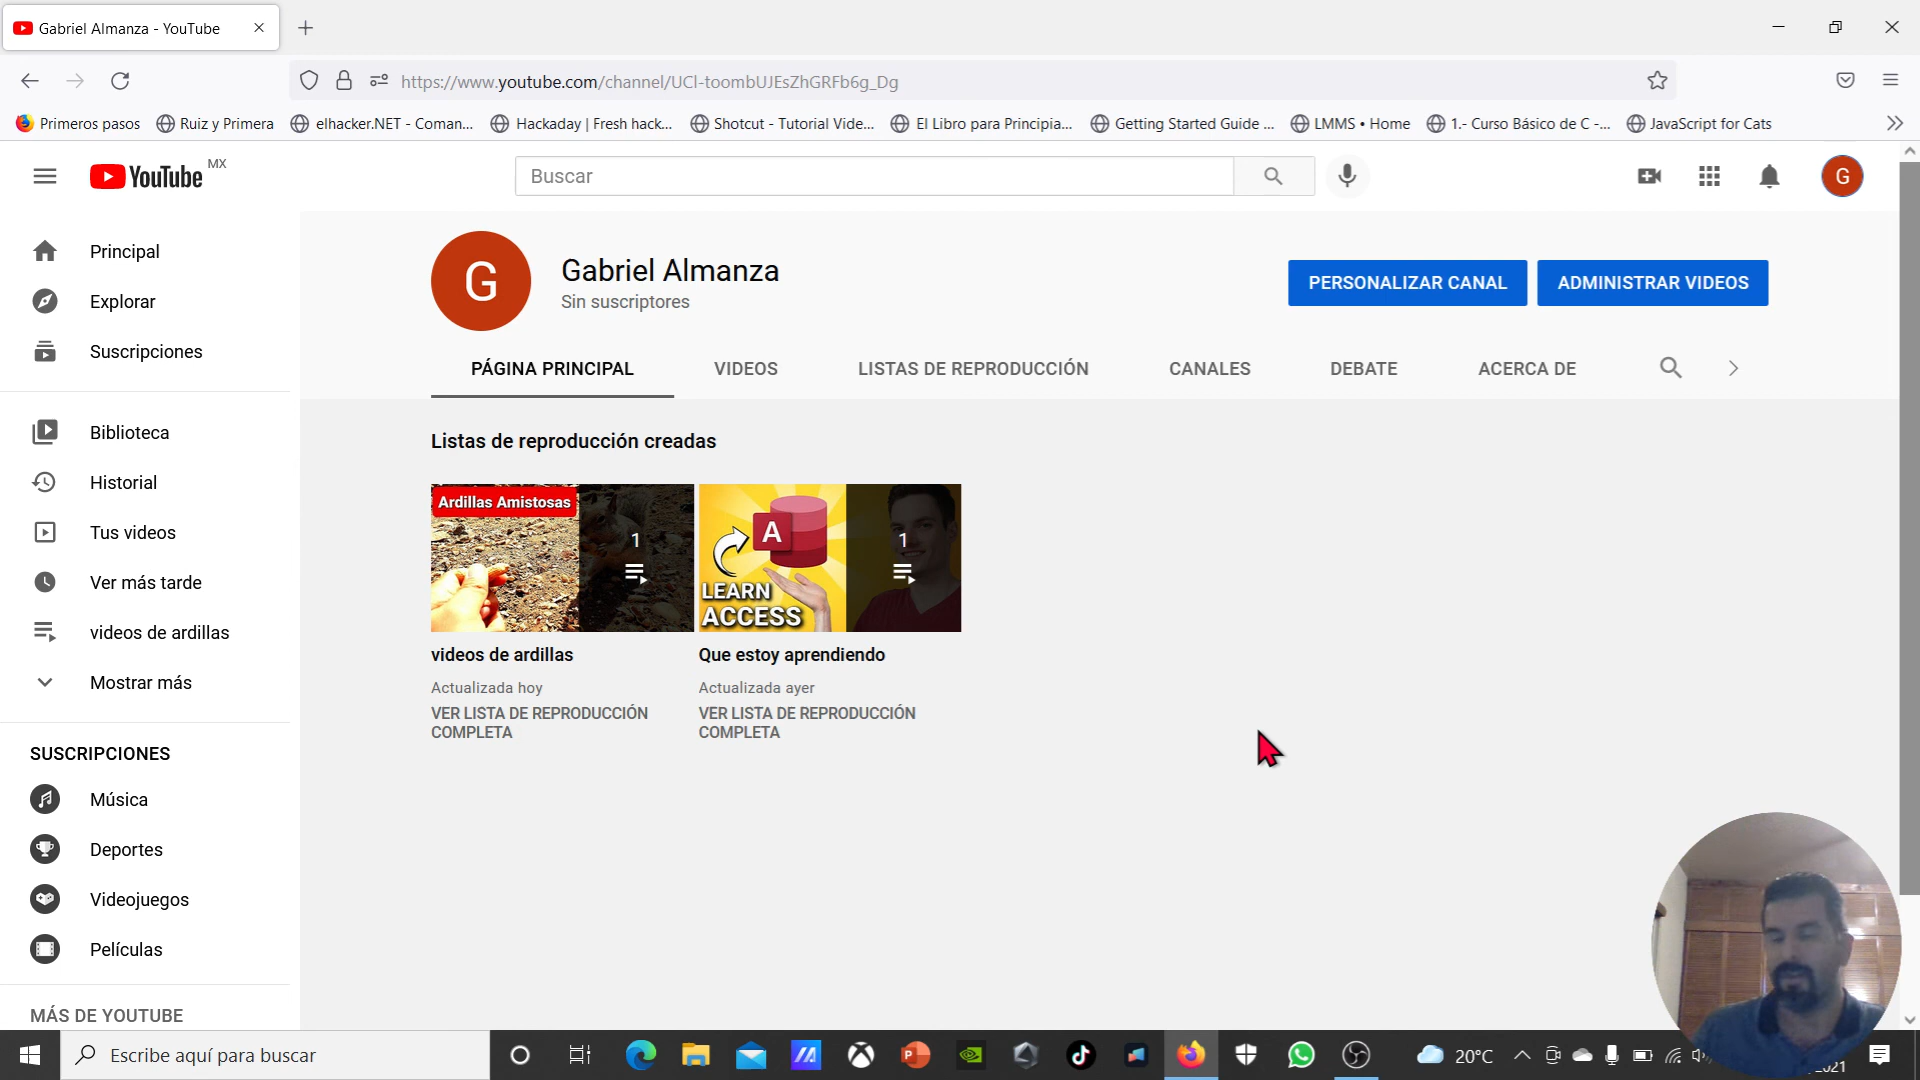 Gabriel Almanza - YouTube
https://www.youtube.com/channel/UCl-toombUJEsZhGRFb6g_Dg
Primeros pasos
Ruiz y Primera
elhacker.NET - Coman...
Hackaday | Fresh hack...
Shotcut - Tutorial Vide...
El Libro para Principia...
Getting Started Guide ...
LMMS • Home
1.- Curso Básico de C -...
JavaScript for Cats
YouTube MX
Buscar
G
Principal
Explorar
Suscripciones
Biblioteca
Historial
Tus videos
Ver más tarde
videos de ardillas
Mostrar más
SUSCRIPCIONES
Música
Deportes
Videojuegos
Películas
MÁS DE YOUTUBE
G
Gabriel Almanza
Sin suscriptores
PERSONALIZAR CANAL
ADMINISTRAR VIDEOS
PÁGINA PRINCIPAL
VIDEOS
LISTAS DE REPRODUCCIÓN
CANALES
DEBATE
ACERCA DE
Listas de reproducción creadas
Ardillas Amistosas
1
A
LEARN
ACCESS
1
videos de ardillas
Actualizada hoy
VER LISTA DE REPRODUCCIÓN
COMPLETA
Que estoy aprendiendo
Actualizada ayer
VER LISTA DE REPRODUCCIÓN
COMPLETA
Escribe aquí para buscar
20°C